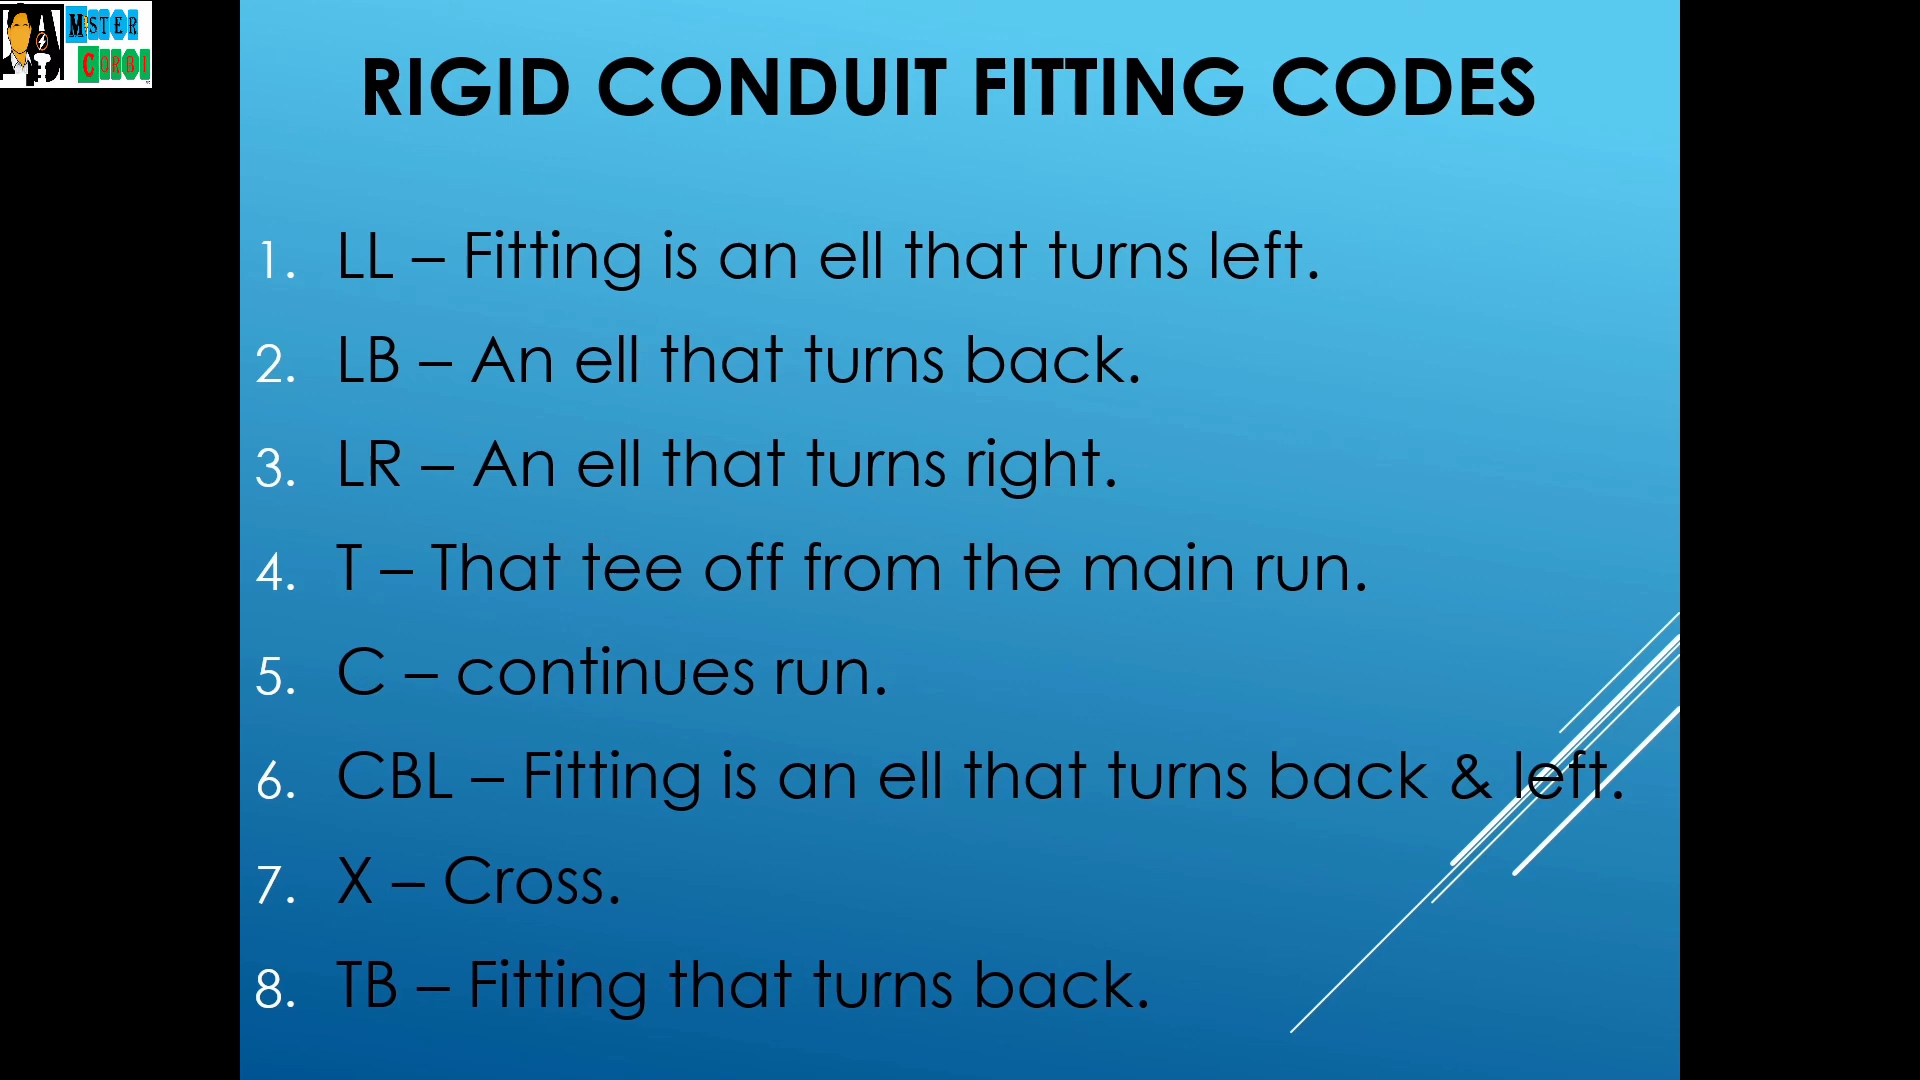 MISTER
CORBI
RIGID CONDUIT FITTING CODES
1. LL – Fitting is an ell that turns left.
2. LB – An ell that turns back.
3. LR – An ell that turns right.
4. T – That tee off from the main run.
5. C – continues run.
6. CBL – Fitting is an ell that turns back & left.
7. X – Cross.
8. TB – Fitting that turns back.